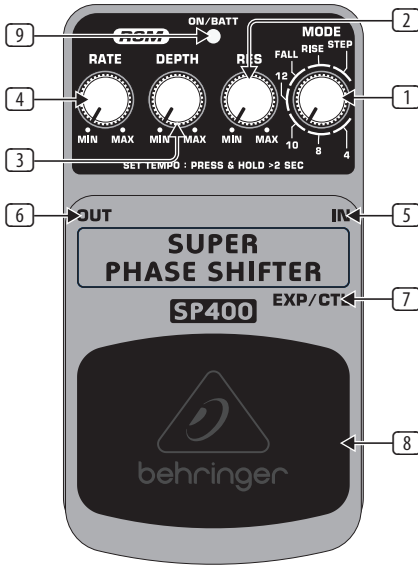 9
ON/BATT
2
ROM
MODE
RATE
DEPTH
RES
FALL
RISE
STEP
12
10
8
4
4
1
MIN
MAX
MIN
MAX
MIN
MAX
3
SET TEMPO : PRESS & HOLD >2 SEC
6
OUT
IN
5
SUPER
PHASE SHIFTER
EXP/CT
7
SP400
8
behringer